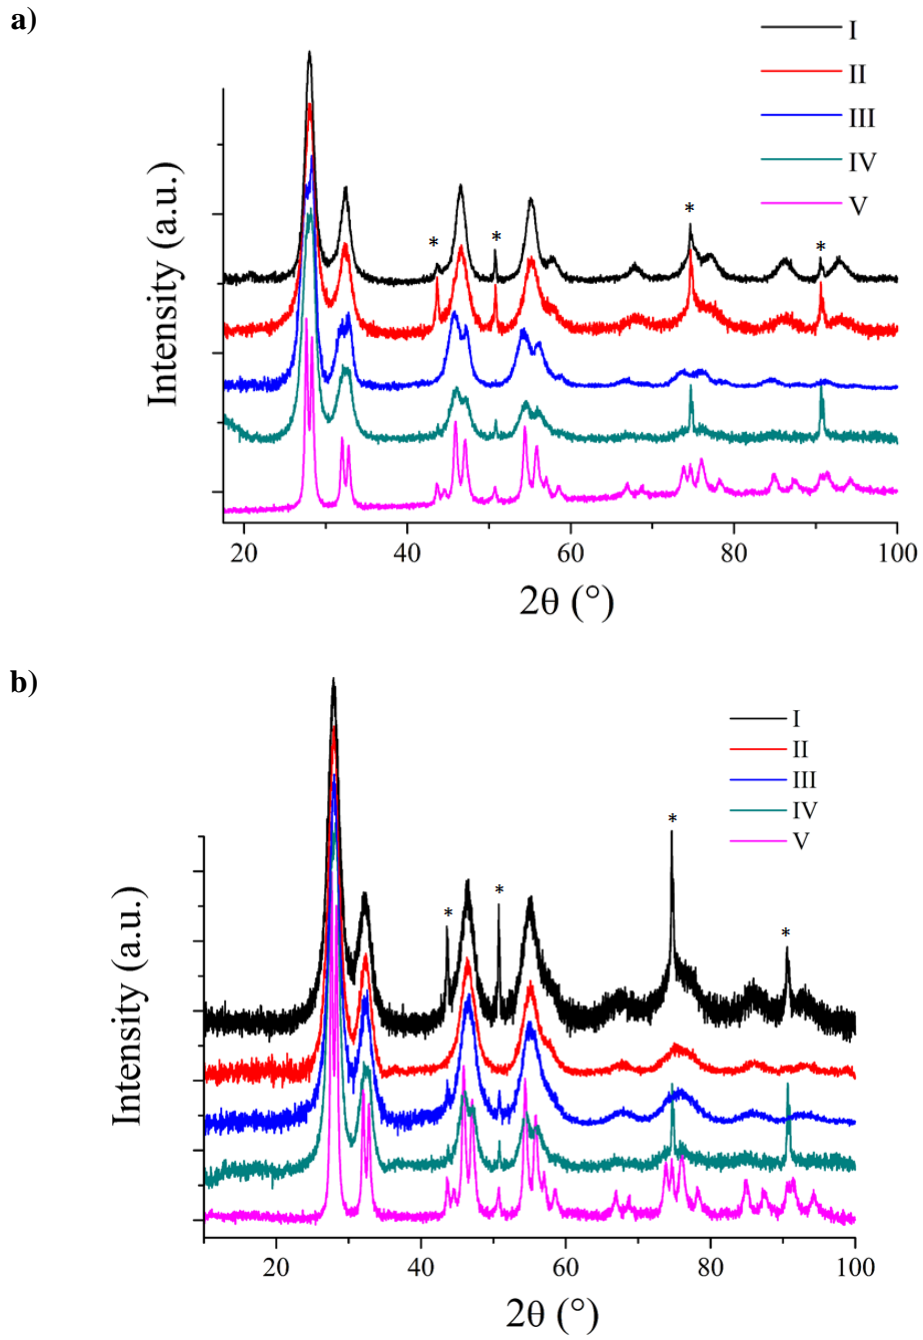 a)
I
II
III
IV
V
* * * *
Intensity (a.u.)
20 40 60 80 100
2θ (°)
b)
I
II
III
IV
V
* * * *
Intensity (a.u.)
20 40 60 80 100
2θ (°)